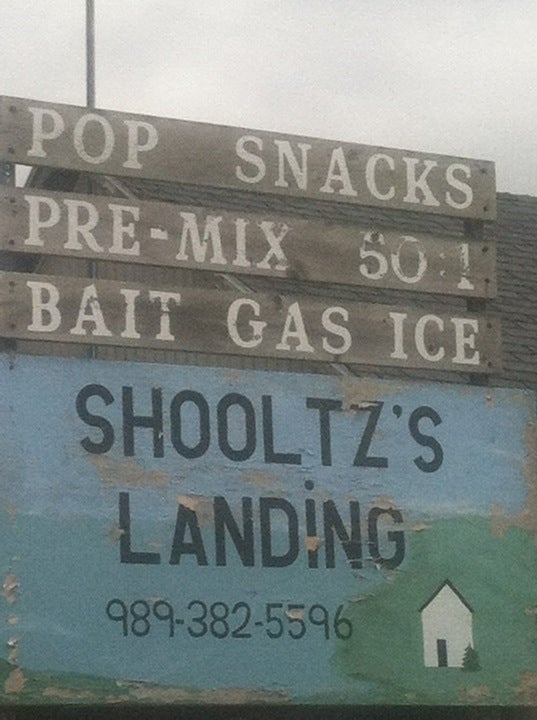 POP SNACKS
PRE-MIX 50:1
BAIT GAS ICE
SHOOLTZ'S
LANDiNG
989-382-5596